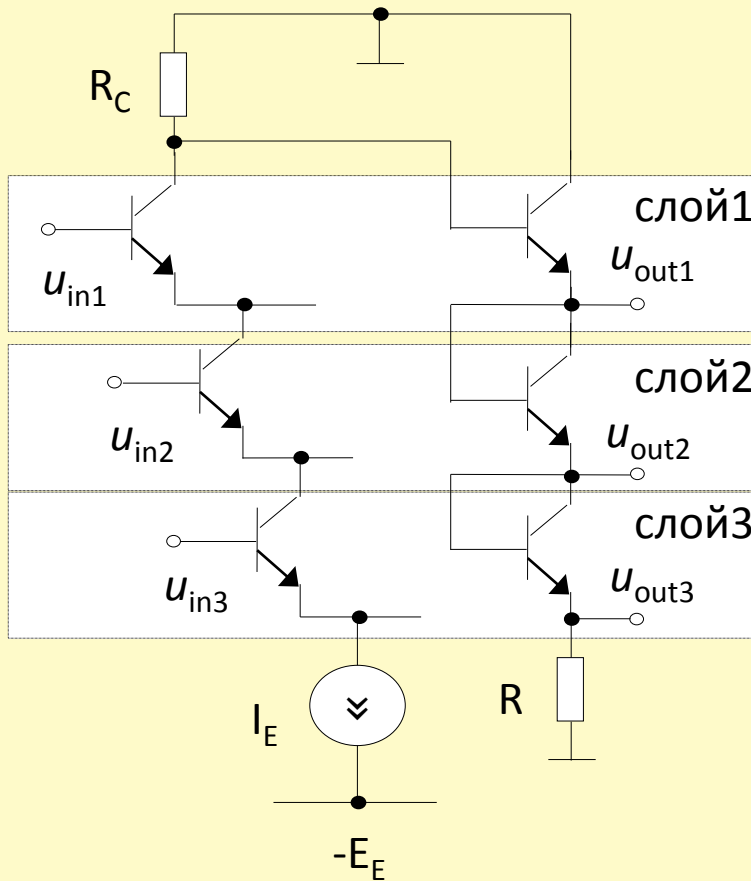 R_C
слой1
u_in1
u_out1
слой2
u_in2
u_out2
слой3
u_in3
u_out3
I_E
R
-E_E